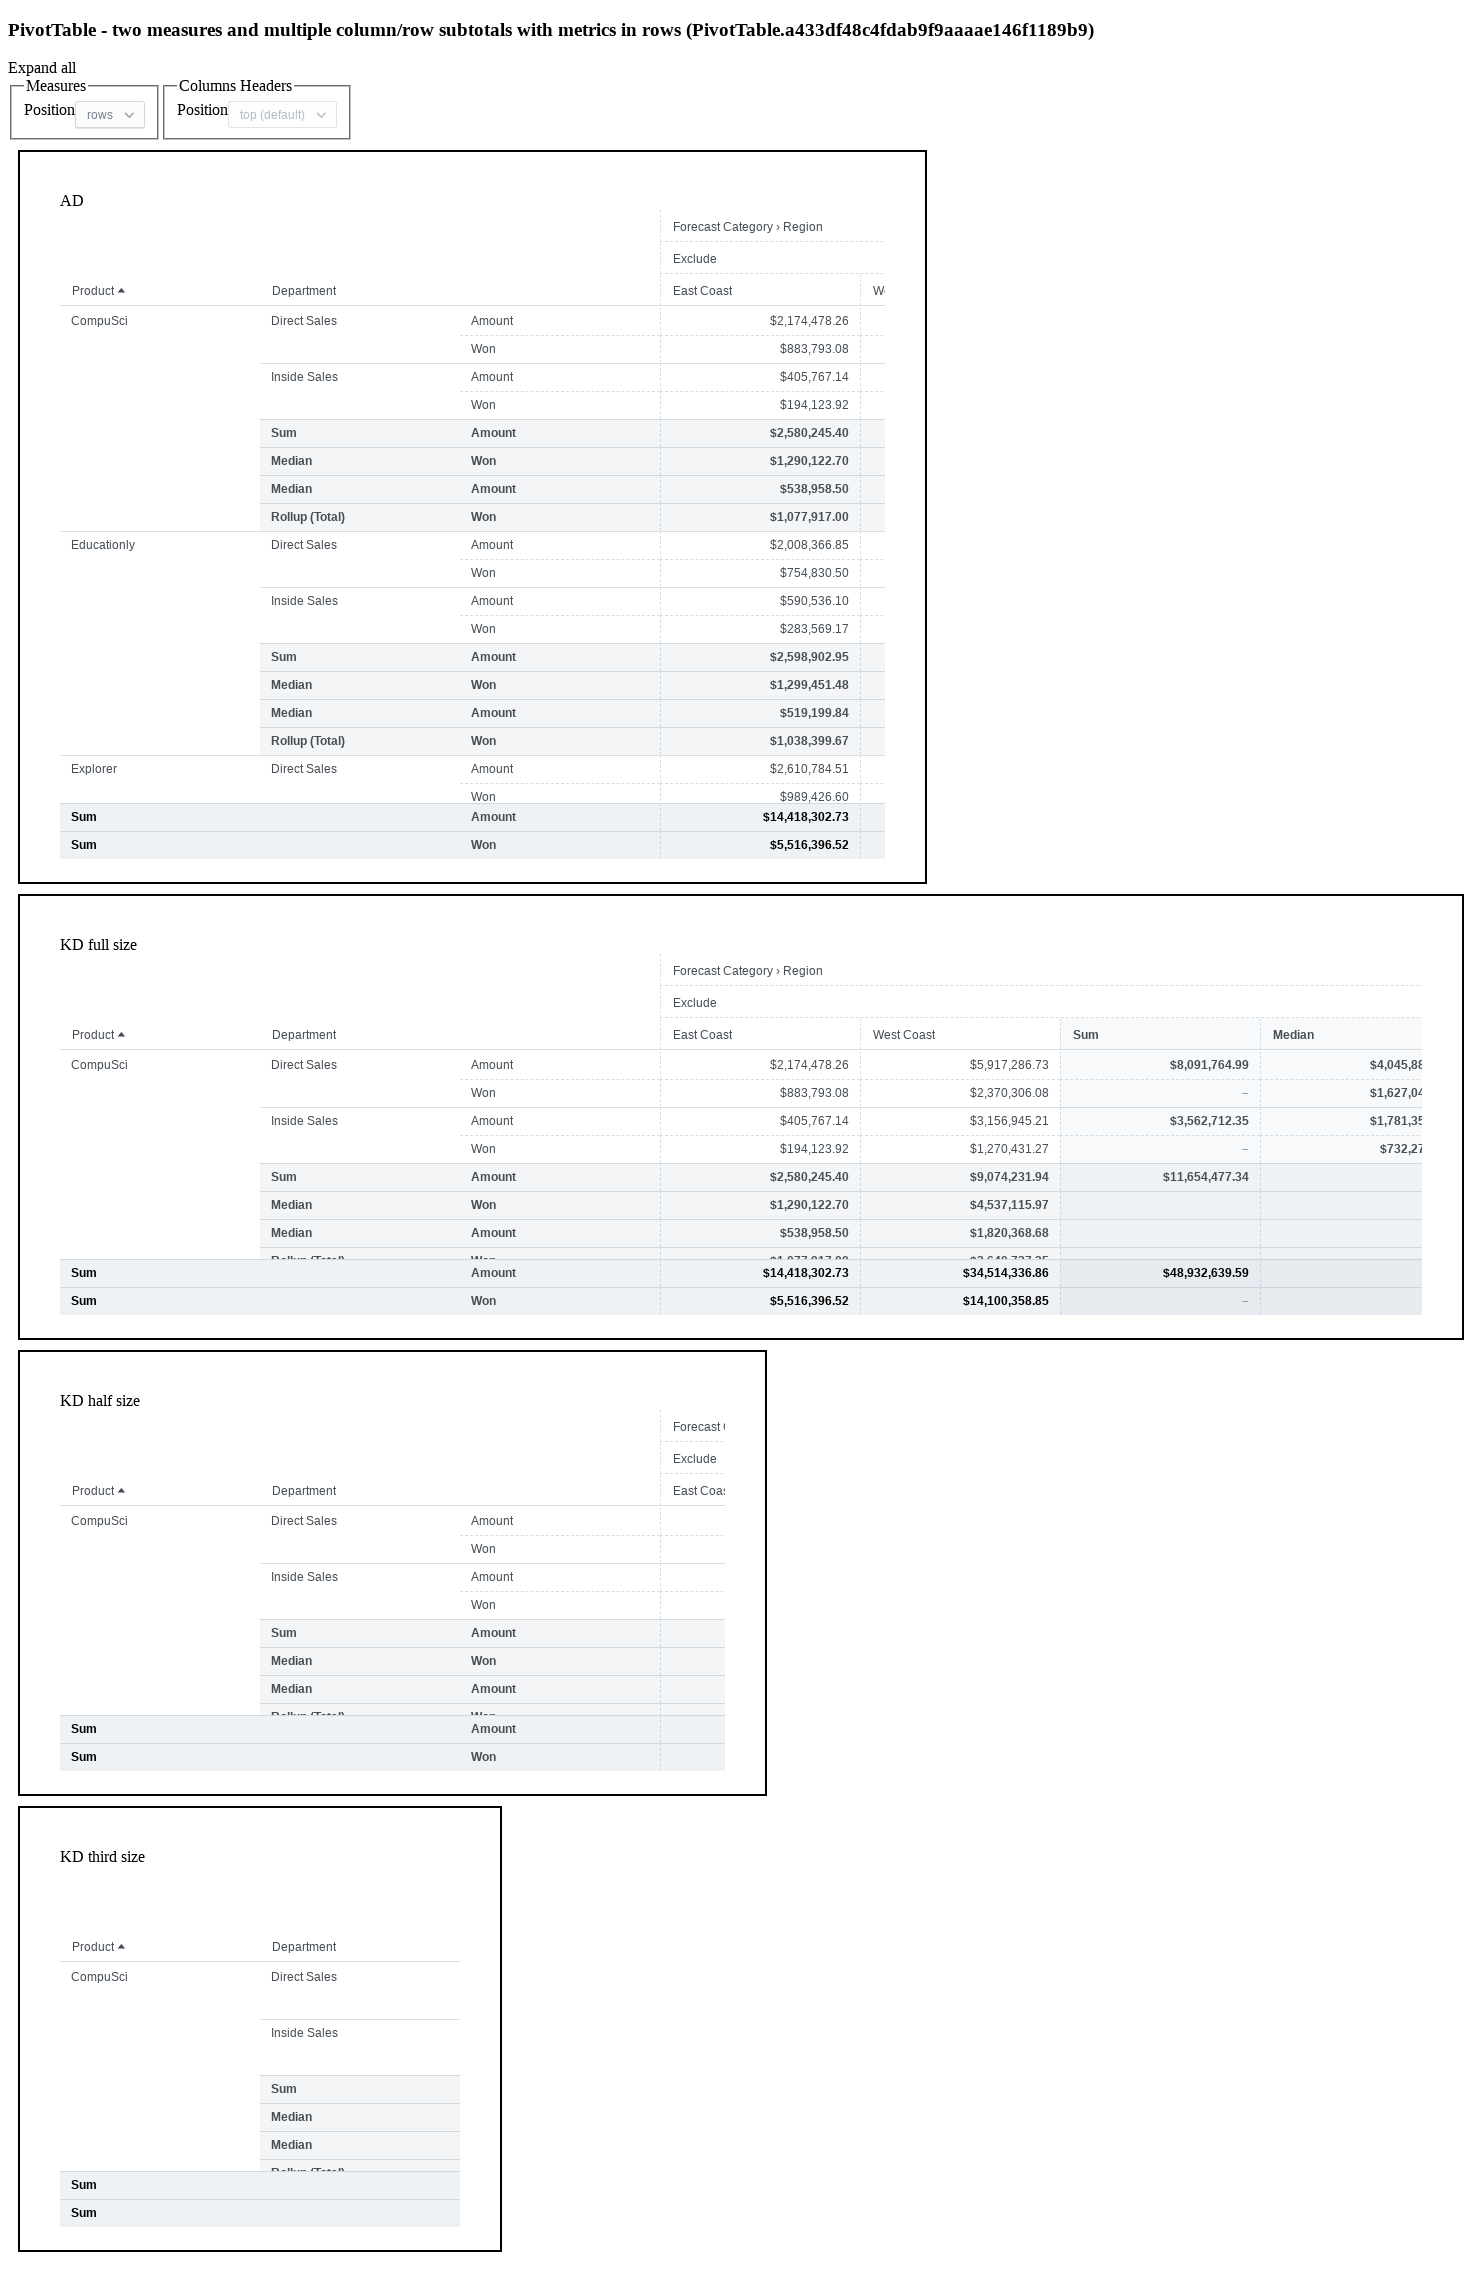 PivotTable - two measures and multiple column/row subtotals with metrics in rows (PivotTable.a433df48c4fdab9f9aaaae146f1189b9)
Expand all
Measures Columns Headers
Position rows Position top (default)
AD
Forecast Category › Region
Exclude
Product Department East Coast
CompuSci Direct Sales Amount $2,174,478.26
Won $883,793.08
Inside Sales Amount $405,767.14
Won $194,123.92
Sum Amount $2,580,245.40
Median Won $1,290,122.70
Median Amount $538,958.50
Rollup (Total) Won $1,077,917.00
Educationly Direct Sales Amount $2,008,366.85
Won $754,830.50
Inside Sales Amount $590,536.10
Won $283,569.17
Sum Amount $2,598,902.95
Median Won $1,299,451.48
Median Amount $519,199.84
Rollup (Total) Won $1,038,399.67
Explorer Direct Sales Amount $2,610,784.51
Won $989,426.60
Sum Amount $14,418,302.73
Sum Won $5,516,396.52
KD full size
Forecast Category › Region
Exclude
Product Department East Coast West Coast Sum Median
CompuSci Direct Sales Amount $2,174,478.26 $5,917,286.73 $8,091,764.99 $4,045,88
Won $883,793.08 $2,370,306.08 – $1,627,04
Inside Sales Amount $405,767.14 $3,156,945.21 $3,562,712.35 $1,781,35
Won $194,123.92 $1,270,431.27 – $732,27
Sum Amount $2,580,245.40 $9,074,231.94 $11,654,477.34
Median Won $1,290,122.70 $4,537,115.97
Median Amount $538,958.50 $1,820,368.68
Sum Amount $14,418,302.73 $34,514,336.86 $48,932,639.59
Sum Won $5,516,396.52 $14,100,358.85 –
KD half size
Forecast
Exclude
Product Department East Coas
CompuSci Direct Sales Amount
Won
Inside Sales Amount
Won
Sum Amount
Median Won
Median Amount
Sum Amount
Sum Won
KD third size
Product Department
CompuSci Direct Sales
Inside Sales
Sum
Median
Median
Sum
Sum